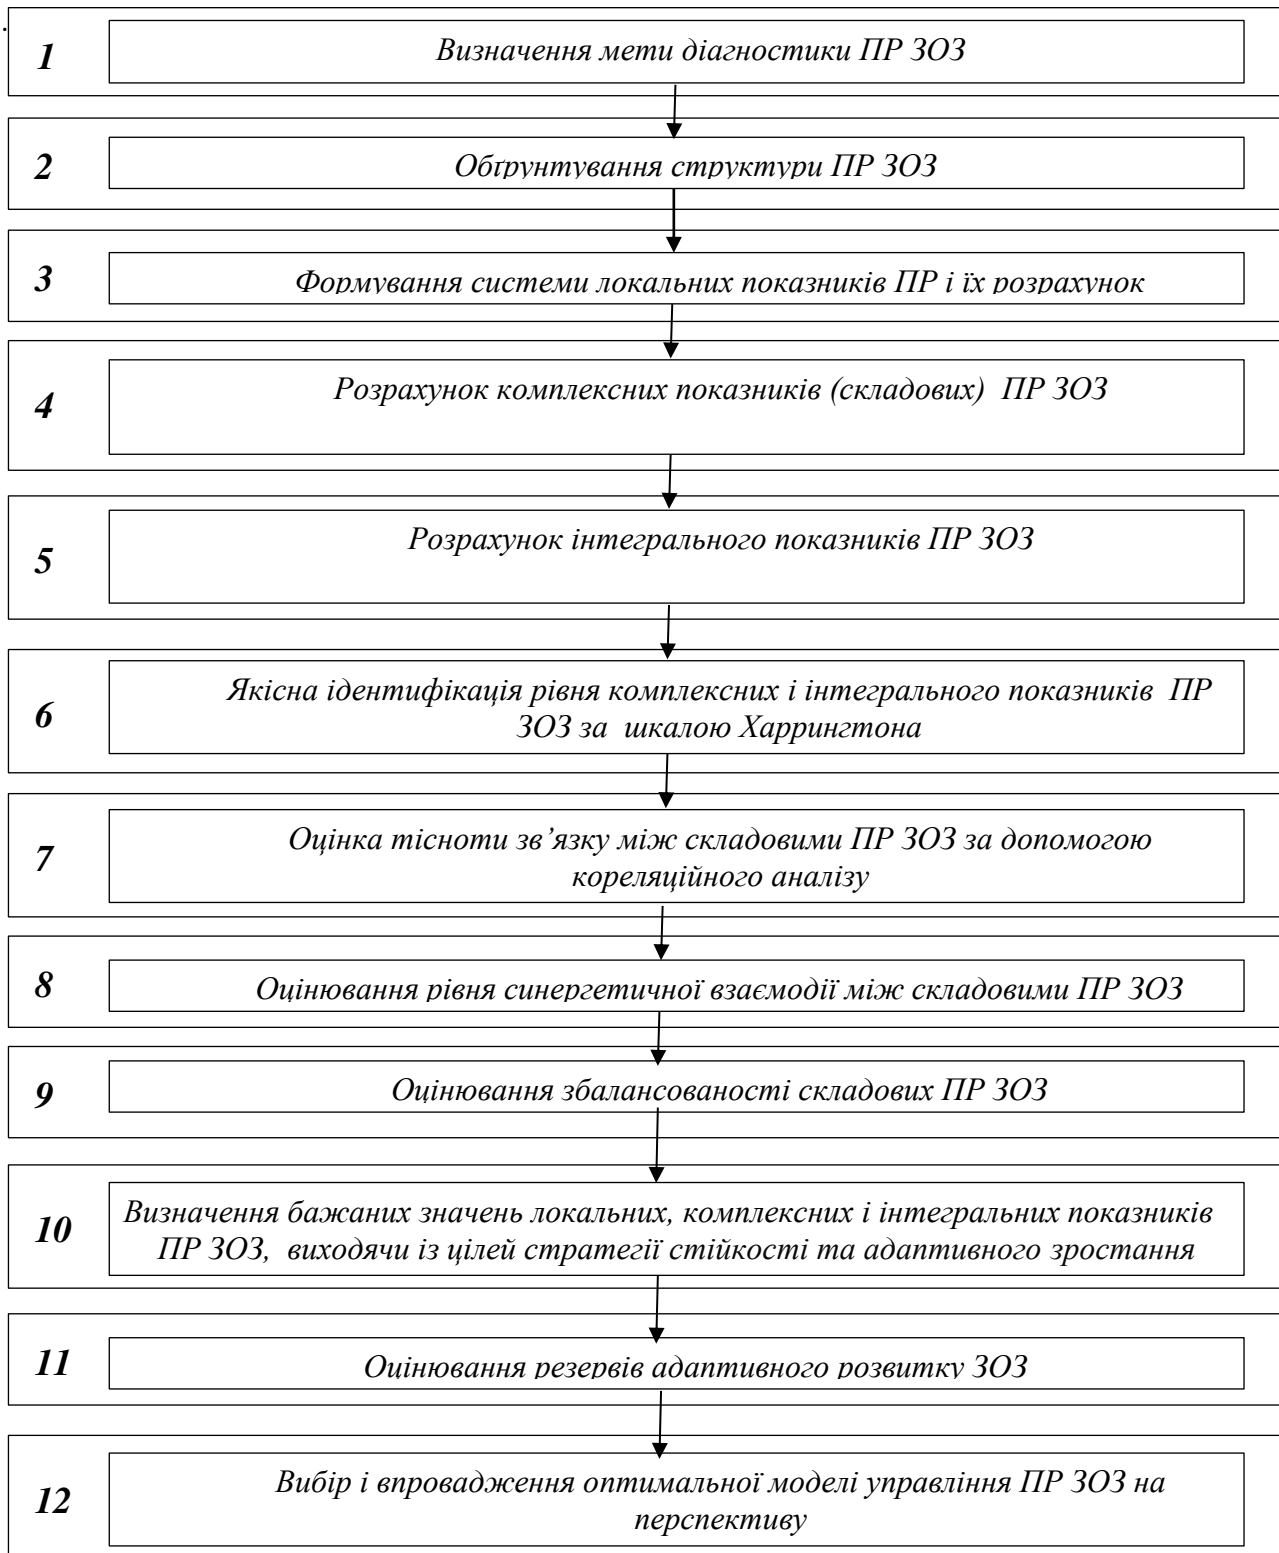 .
1
Визначення мети діагностики ПР ЗОЗ
2
Обґрунтування структури ПР ЗОЗ
3
Формування системи локальних показників ПР і їх розрахунок
4
Розрахунок комплексних показників (складових) ПР ЗОЗ
5
Розрахунок інтегрального показників ПР ЗОЗ
6
Якісна ідентифікація рівня комплексних і інтегрального показників ПР
ЗОЗ за шкалою Харрингтона
7
Оцінка тісноти зв’язку між складовими ПР ЗОЗ за допомогою
кореляційного аналізу
8
Оцінювання рівня синергетичної взаємодії між складовими ПР ЗОЗ
9
Оцінювання збалансованості складових ПР ЗОЗ
10
Визначення бажаних значень локальних, комплексних і інтегральних показників
ПР ЗОЗ, виходячи із цілей стратегії стійкості та адаптивного зростання
11
Оцінювання резервів адаптивного розвитку ЗОЗ
12
Вибір і впровадження оптимальної моделі управління ПР ЗОЗ на
перспективу